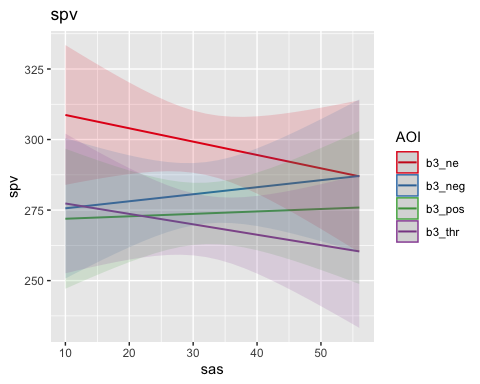 spv
spv
325
300
275
250
10
20
30
40
50
sas
AOI
b3_ne
b3_neg
b3_pos
b3_thr